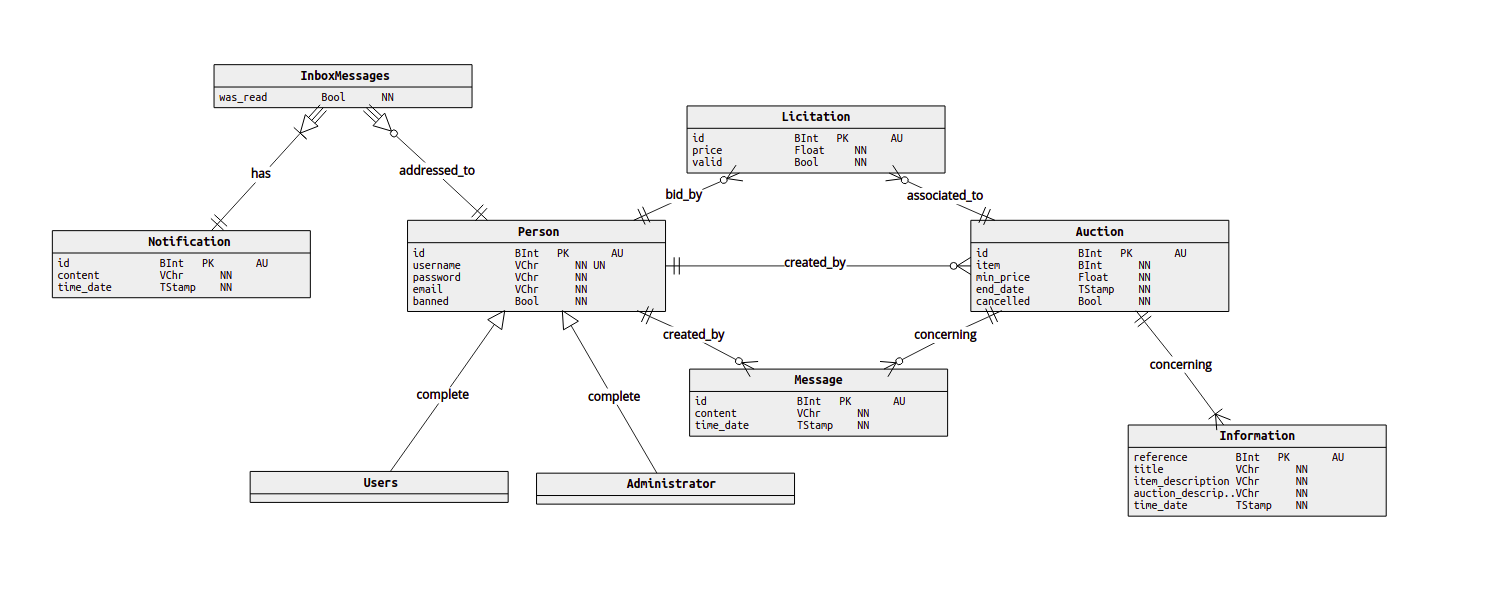 InboxMessages
was_read Bool NN
has
addressed_to
Notification
id BInt PK AU
content VChr NN
time_date TStamp NN
Licitation
id BInt PK AU
price Float NN
valid Bool NN
bid_by
associated_to
Person
id BInt PK AU
username VChr NN UN
password VChr NN
email VChr NN
banned Bool NN
created_by
Auction
id BInt PK AU
item BInt NN
min_price Float NN
end_date TStamp NN
cancelled Bool NN
created_by
concerning
concerning
Message
id BInt PK AU
content VChr NN
time_date TStamp NN
complete
complete
Users
Administrator
Information
reference BInt PK AU
title VChr NN
item_description VChr NN
auction_descrip..VChr NN
time_date TStamp NN